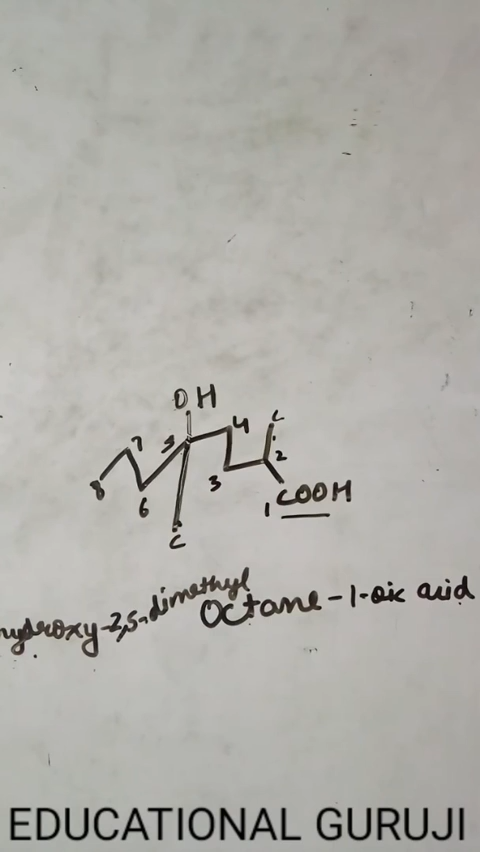 OH
5 4 C
7 2
8 3
6 1 COOH
C
hydroxy-2,5-dimethyl
Octane-1-oic acid
EDUCATIONAL GURUJI